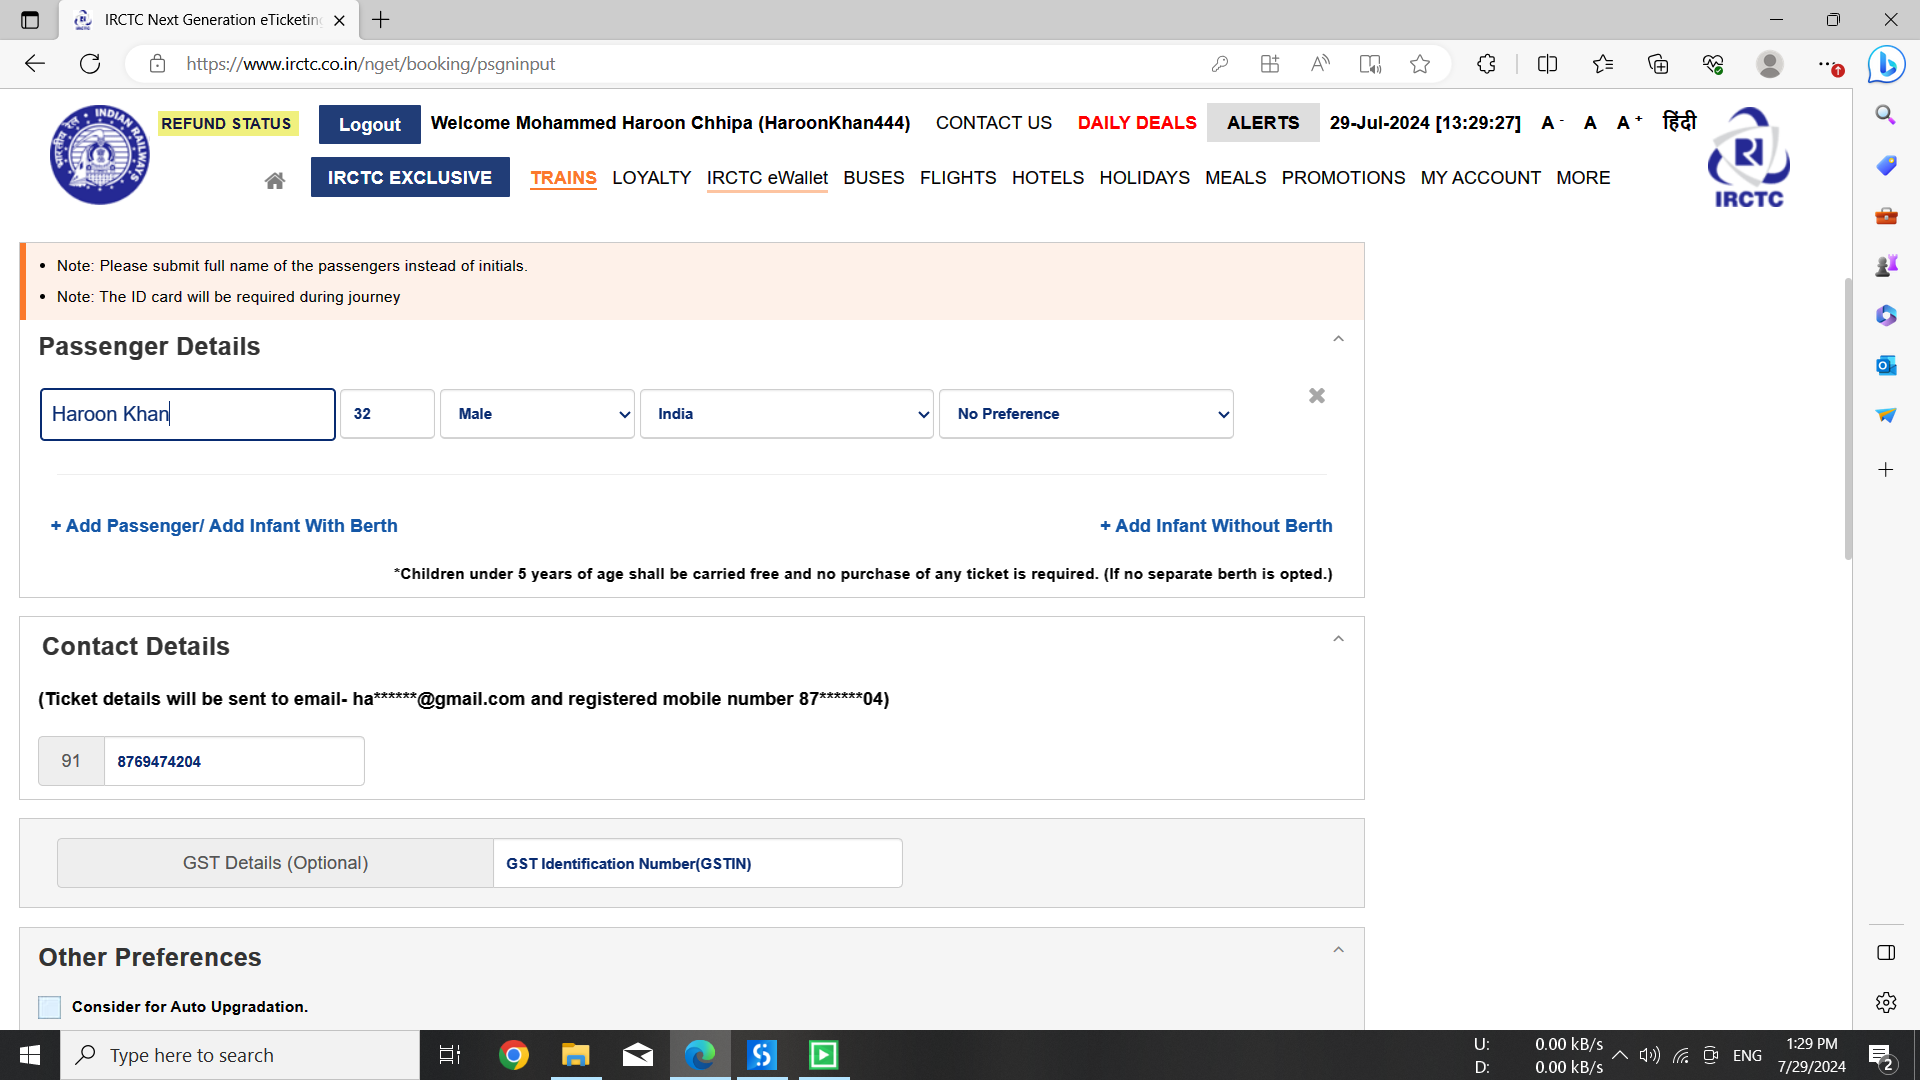 IRCTC Next Generation eTicketing
https://www.irctc.co.in/nget/booking/psgninput
INDIAN RAILWAYS
REFUND STATUS
Logout
Welcome Mohammed Haroon Chhipa (HaroonKhan444)
CONTACT US
DAILY DEALS
ALERTS
29-Jul-2024 [13:29:27]
A -
A
A +
हिंदी
IRCTC EXCLUSIVE
TRAINS
LOYALTY
IRCTC eWallet
BUSES
FLIGHTS
HOTELS
HOLIDAYS
MEALS
PROMOTIONS
MY ACCOUNT
MORE
IRCTC
Note: Please submit full name of the passengers instead of initials.
Note: The ID card will be required during journey
Passenger Details
Haroon Khan
32
Male
India
No Preference
+ Add Passenger/ Add Infant With Berth
+ Add Infant Without Berth
*Children under 5 years of age shall be carried free and no purchase of any ticket is required. (If no separate berth is opted.)
Contact Details
(Ticket details will be sent to email- ha******@gmail.com and registered mobile number 87******04)
91
8769474204
GST Details (Optional)
GST Identification Number(GSTIN)
Other Preferences
Consider for Auto Upgradation.
Type here to search
U: 0.00 kB/s
D: 0.00 kB/s
ENG
1:29 PM
7/29/2024
2